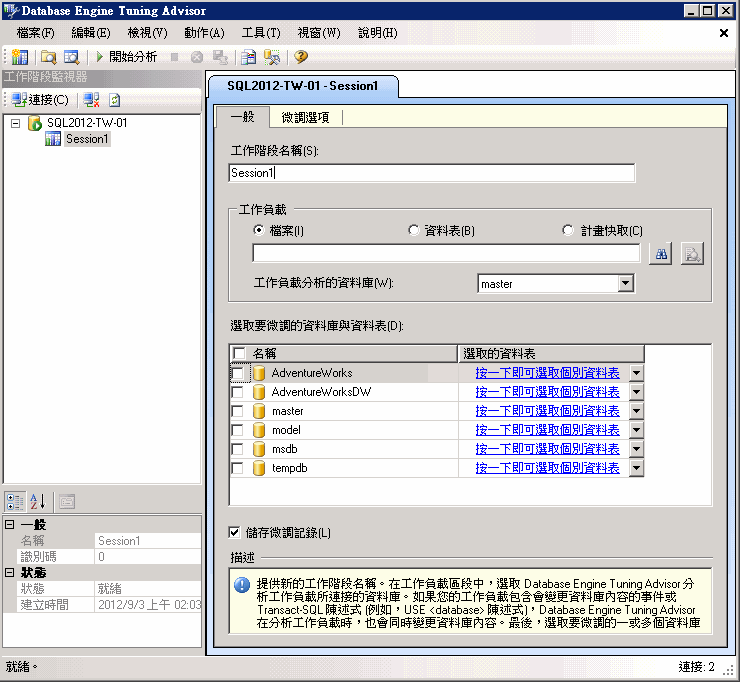 Database Engine Tuning Advisor
檔案(F) 編輯(E) 檢視(V) 動作(A) 工具(T) 視窗(W) 說明(H)
開始分析
工作階段監視器
連接(C)
SQL2012-TW-01
Session1
SQL2012-TW-01 - Session1
一般 微調選項
工作階段名稱(S):
Session1
工作負載
檔案(I) 資料表(B) 計畫快取(C)
工作負載分析的資料庫(W): master
選取要微調的資料庫與資料表(D):
名稱 選取的資料表
AdventureWorks 按一下即可選取個別資料表
AdventureWorksDW 按一下即可選取個別資料表
master 按一下即可選取個別資料表
model 按一下即可選取個別資料表
msdb 按一下即可選取個別資料表
tempdb 按一下即可選取個別資料表
儲存微調記錄(L)
描述
提供新的工作階段名稱。在工作負載區段中，選取 Database Engine Tuning Advisor 分
析工作負載所連接的資料庫。如果您的工作負載包含會變更資料庫內容的事件或
Transact-SQL 陳述式 (例如，USE <database> 陳述式)，Database Engine Tuning Advisor
在分析工作負載時，也會同時變更資料庫內容。最後，選取要微調的一或多個資料庫
一般
名稱 Session1
識別碼 0
狀態
狀態 就緒
建立時間 2012/9/3 上午 02:03
就緒。
連接: 2